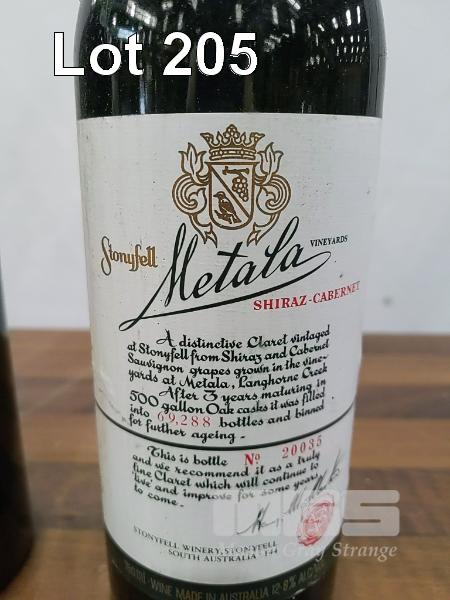 Lot 205
Stonyfell
Metala
VINEYARDS
SHIRAZ-CABERNET
A distinctive Claret vintaged
at Stonyfell from Shiraz and Cabernet
Sauvignon grapes grown in the vine-
yards at Metala, Langhorne Creek
After 3 years maturing in
500 gallon Oak casks it was filled
into 69,288 bottles and binned
for further ageing -
This is bottle Nº 20035
and we recommend it as a truly
fine Claret which will continue to
'live' and improve for some years
to come -
STONYFELL WINERY, STONYFELL
SOUTH AUSTRALIA
Gray Strange
WINE MADE IN AUSTRALIA 12·8%